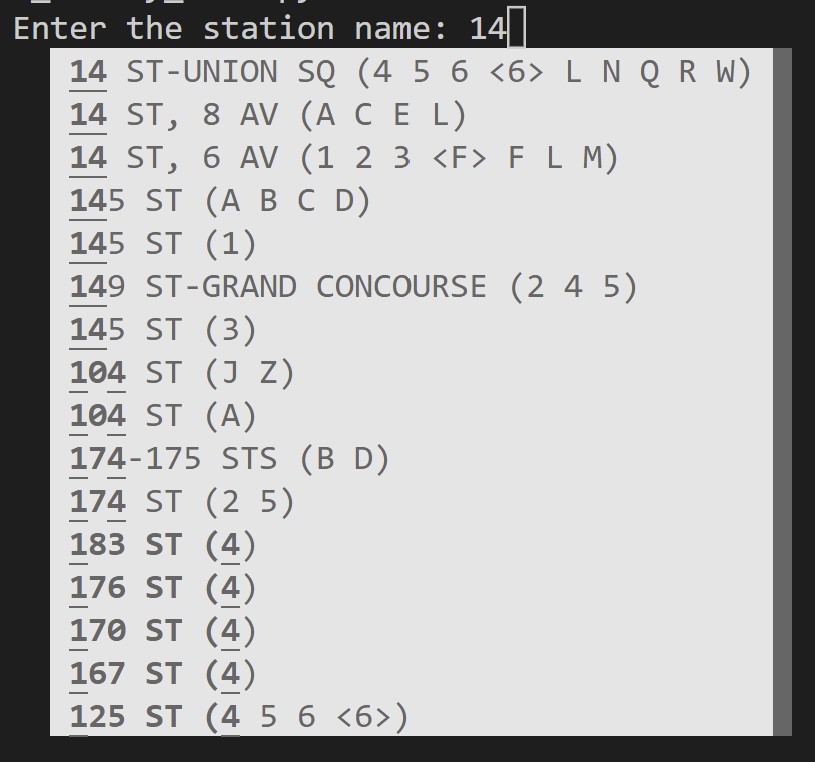 Enter the station name: 14
14 ST-UNION SQ (4 5 6 <6> L N Q R W)
14 ST, 8 AV (A C E L)
14 ST, 6 AV (1 2 3 <F> F L M)
145 ST (A B C D)
145 ST (1)
149 ST-GRAND CONCOURSE (2 4 5)
145 ST (3)
104 ST (J Z)
104 ST (A)
174-175 STS (B D)
174 ST (2 5)
183 ST (4)
176 ST (4)
170 ST (4)
167 ST (4)
125 ST (4 5 6 <6>)